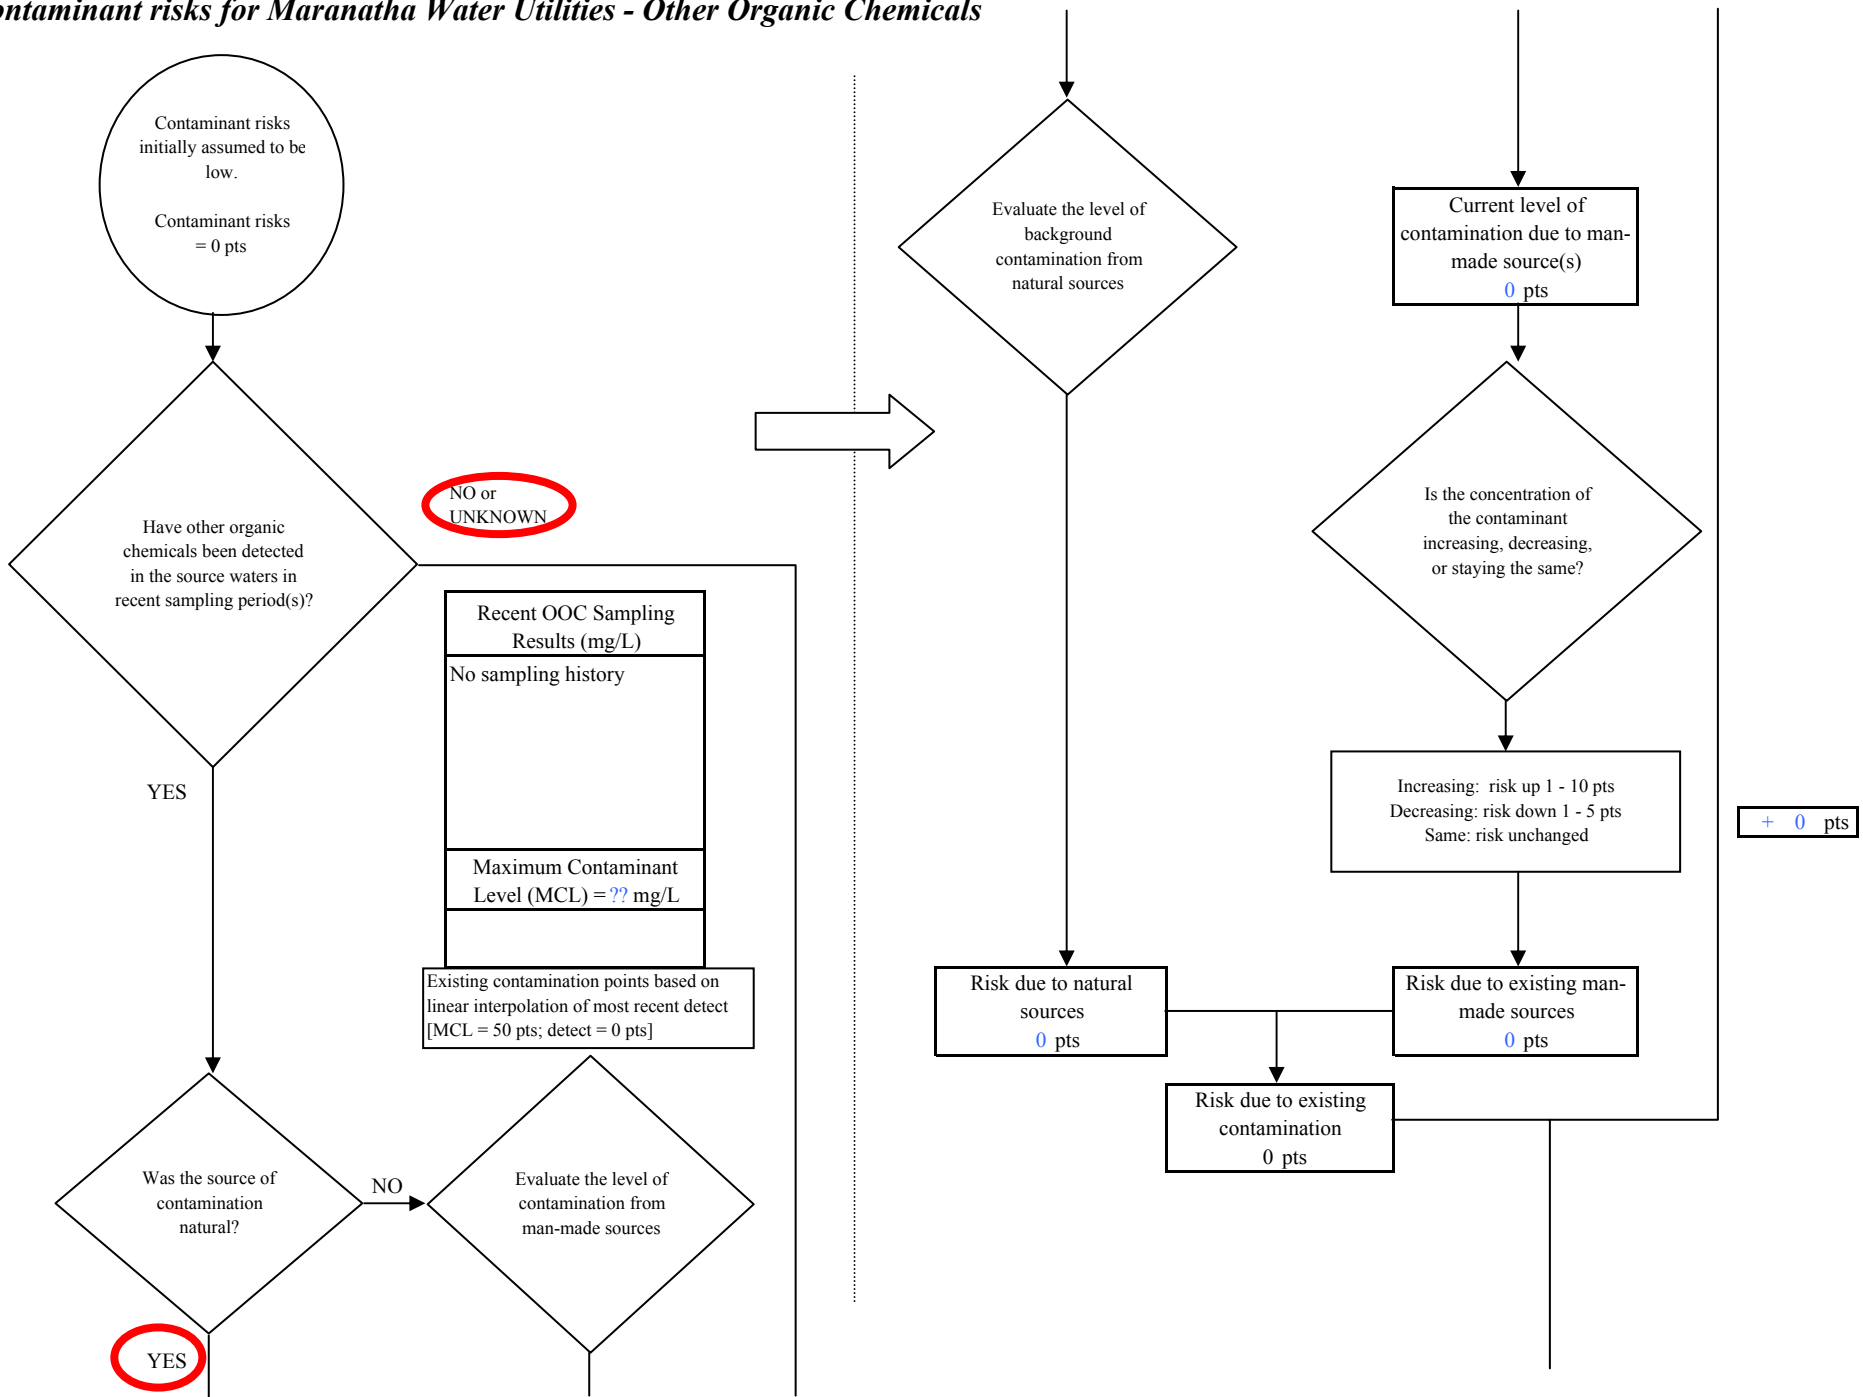 ontaminant risks for Maranatha Water Utilities - Other Organic Chemicals
Contaminant risks
initially assumed to be
low.
Contaminant risks
= 0 pts
Have other organic
chemicals been detected
in the source waters in
recent sampling period(s)?
NO or
UNKNOWN
YES
Recent OOC Sampling
Results (mg/L)
No sampling history
Maximum Contaminant
Level (MCL) = ?? mg/L
Existing contamination points based on
linear interpolation of most recent detect
[MCL = 50 pts; detect = 0 pts]
Was the source of
contamination
natural?
NO
Evaluate the level of
contamination from
man-made sources
YES
Evaluate the level of
background
contamination from
natural sources
Current level of
contamination due to man-
made source(s)
0 pts
Is the concentration of
the contaminant
increasing, decreasing,
or staying the same?
Increasing: risk up 1 - 10 pts
Decreasing: risk down 1 - 5 pts
Same: risk unchanged
+ 0 pts
Risk due to natural
sources
0 pts
Risk due to existing man-
made sources
0 pts
Risk due to existing
contamination
0 pts